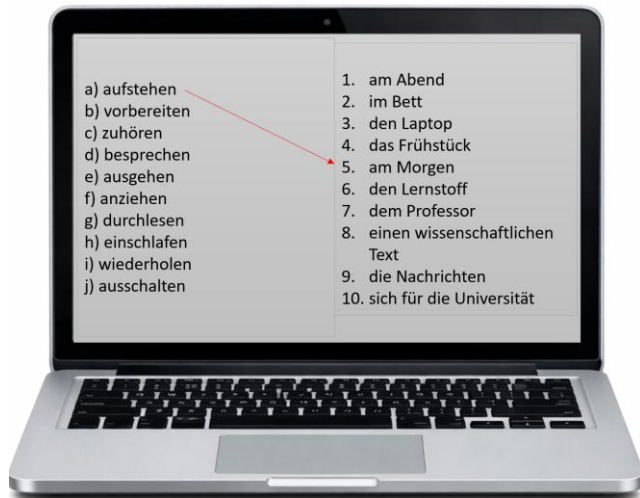 a) aufstehen
b) vorbereiten
c) zuhören
d) besprechen
e) ausgehen
f) anziehen
g) durchlesen
h) einschlafen
i) wiederholen
j) ausschalten
1. am Abend
2. im Bett
3. den Laptop
4. das Frühstück
5. am Morgen
6. den Lernstoff
7. dem Professor
8. einen wissenschaftlichen
Text
9. die Nachrichten
10. sich für die Universität